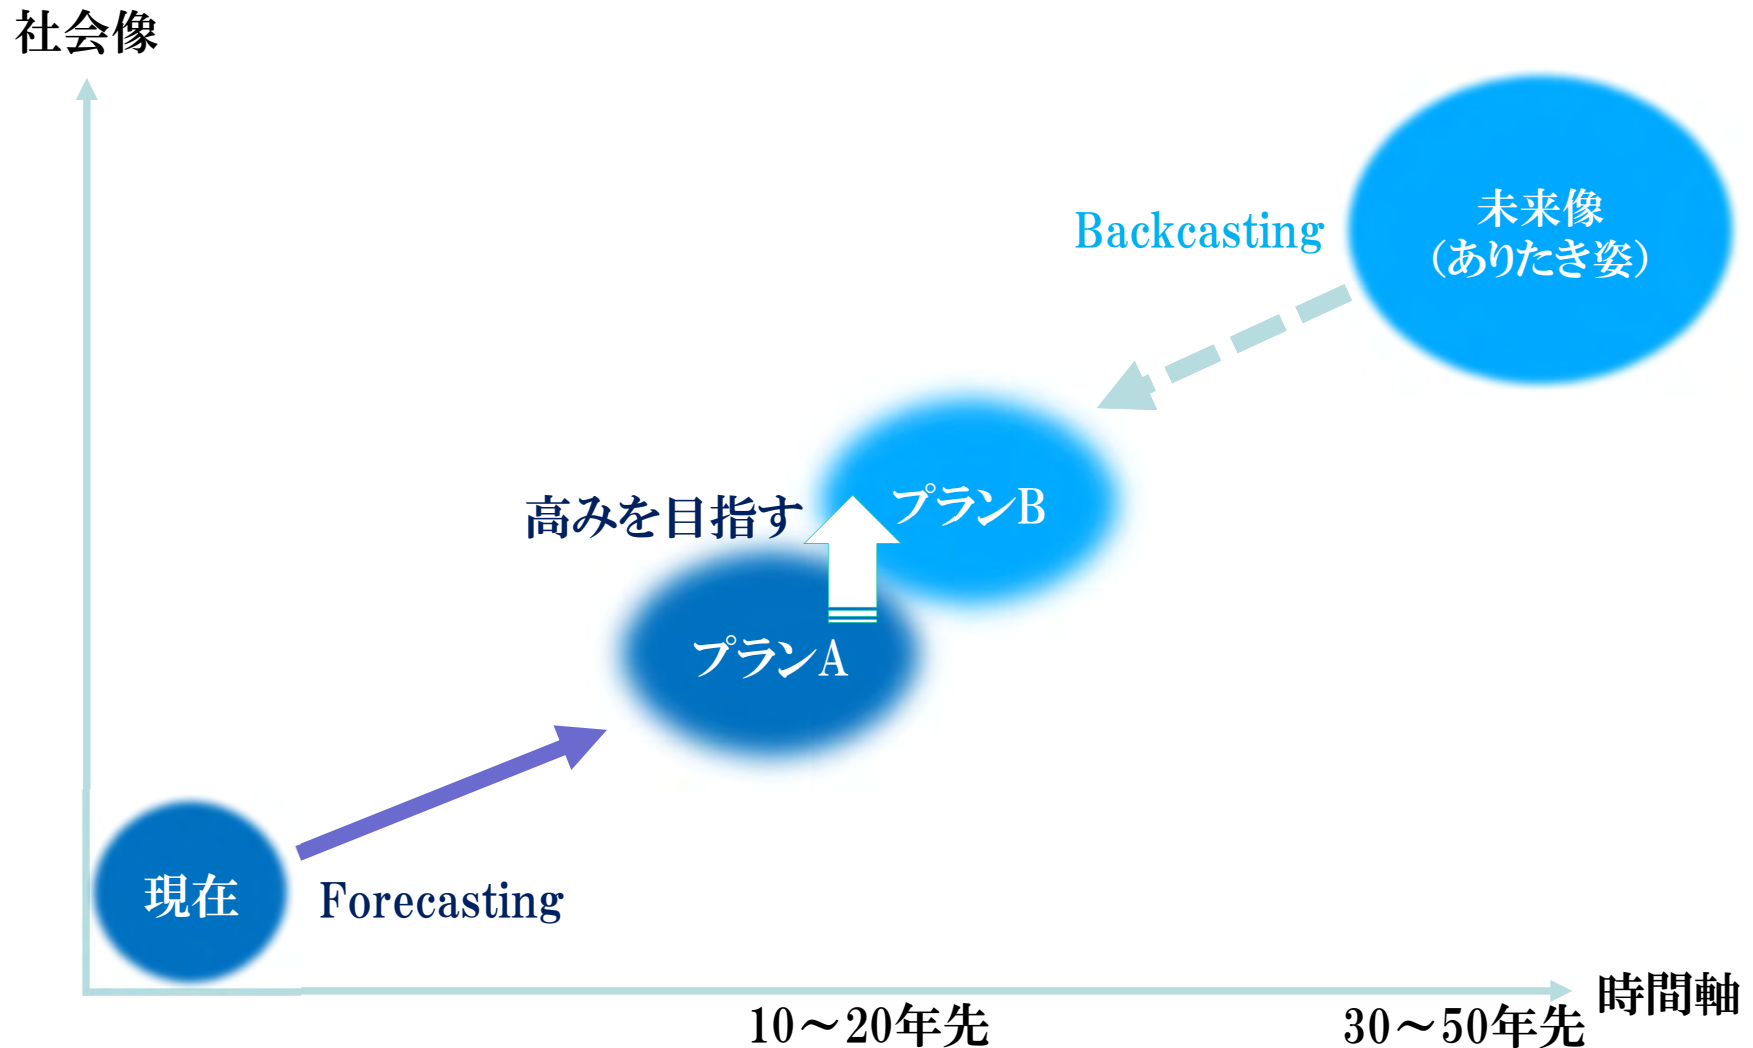 社会像
未来像
（ありたき姿）
Backcasting
プランB
高みを目指す
プランA
現在
Forecasting
時間軸
10～20年先
30～50年先